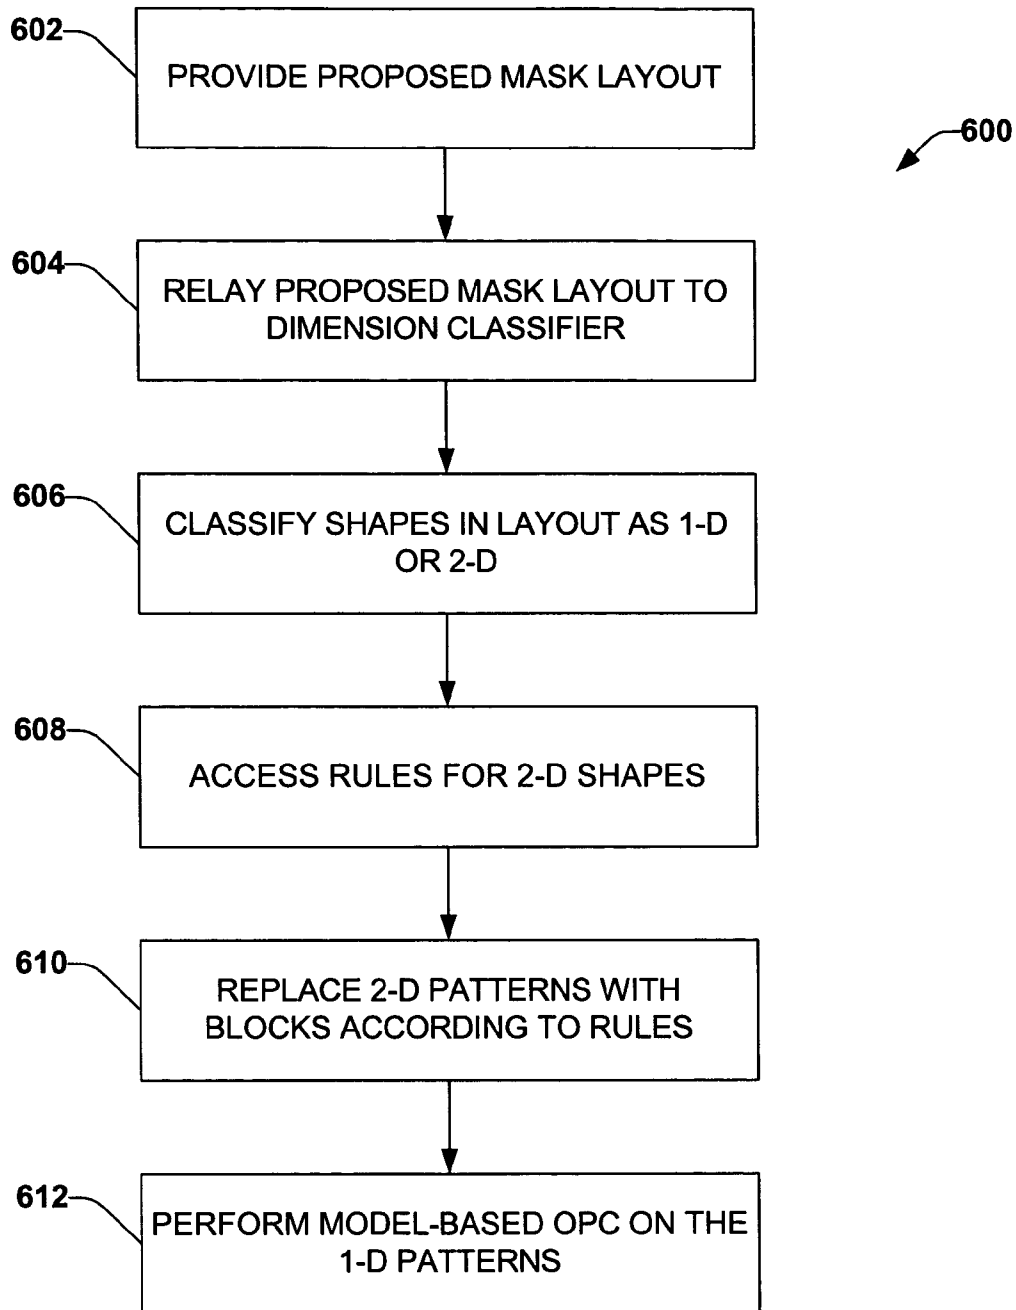 602
PROVIDE PROPOSED MASK LAYOUT
600
604
RELAY PROPOSED MASK LAYOUT TO
DIMENSION CLASSIFIER
606
CLASSIFY SHAPES IN LAYOUT AS 1-D
OR 2-D
608
ACCESS RULES FOR 2-D SHAPES
610
REPLACE 2-D PATTERNS WITH
BLOCKS ACCORDING TO RULES
612
PERFORM MODEL-BASED OPC ON THE
1-D PATTERNS